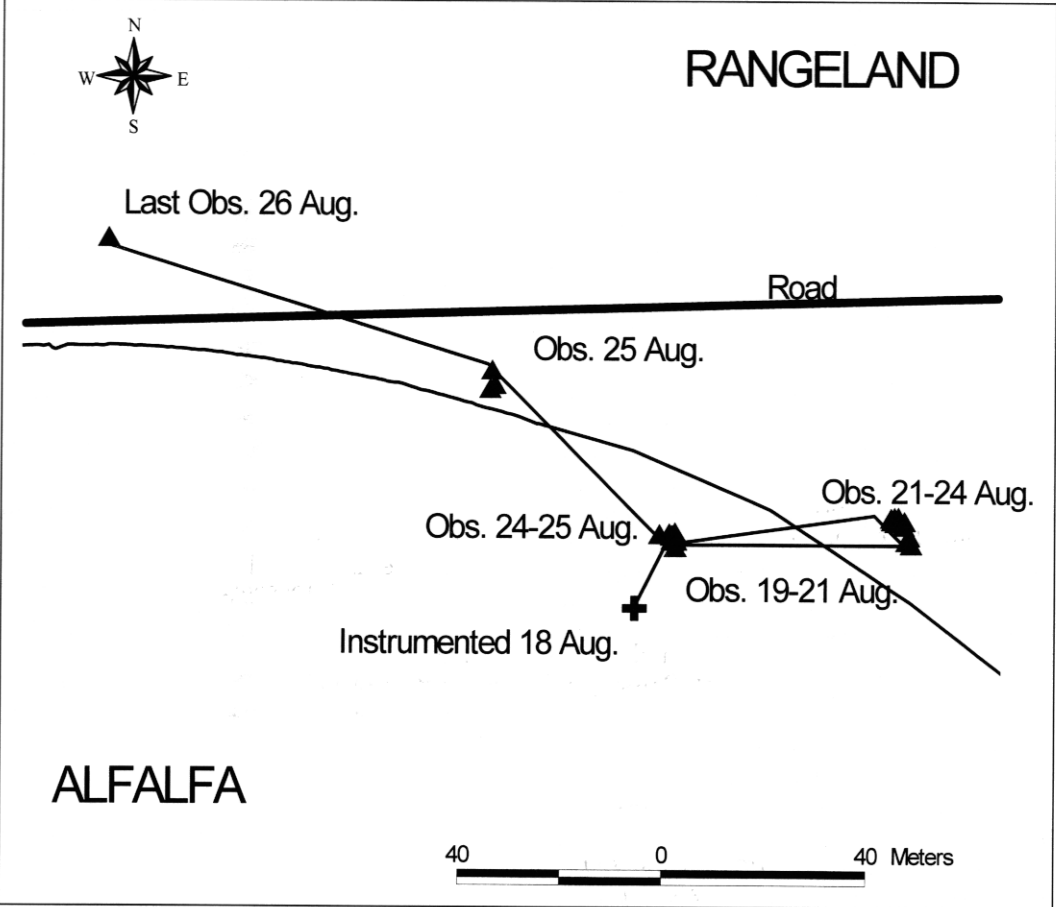 N
W E
S
RANGELAND
Last Obs. 26 Aug.
Road
Obs. 25 Aug.
Obs. 21-24 Aug.
Obs. 24-25 Aug.
Obs. 19-21 Aug.
Instrumented 18 Aug.
ALFALFA
40 0 40 Meters